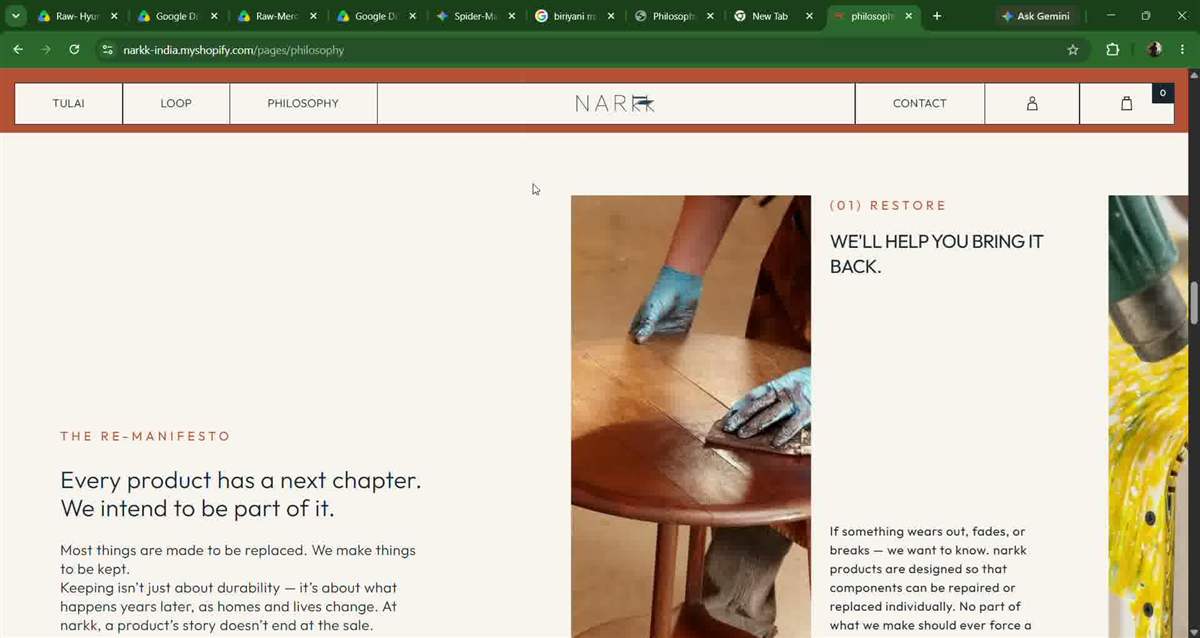 Raw- Hyun
Google Do
Raw-Merc
Google Do
Spider-Ma
biriyani m
Philosoph
New Tab
philosoph
Ask Gemini
narkk-india.myshopify.com/pages/philosophy
TULAI
LOOP
PHILOSOPHY
NARKK
CONTACT
0
THE RE-MANIFESTO
Every product has a next chapter.
We intend to be part of it.
Most things are made to be replaced. We make things
to be kept.
Keeping isn't just about durability — it's about what
happens years later, as homes and lives change. At
narkk, a product's story doesn't end at the sale.
(01) RESTORE
WE'LL HELP YOU BRING IT
BACK.
If something wears out, fades, or
breaks — we want to know. narkk
products are designed so that
components can be repaired or
replaced individually. No part of
what we make should ever force a